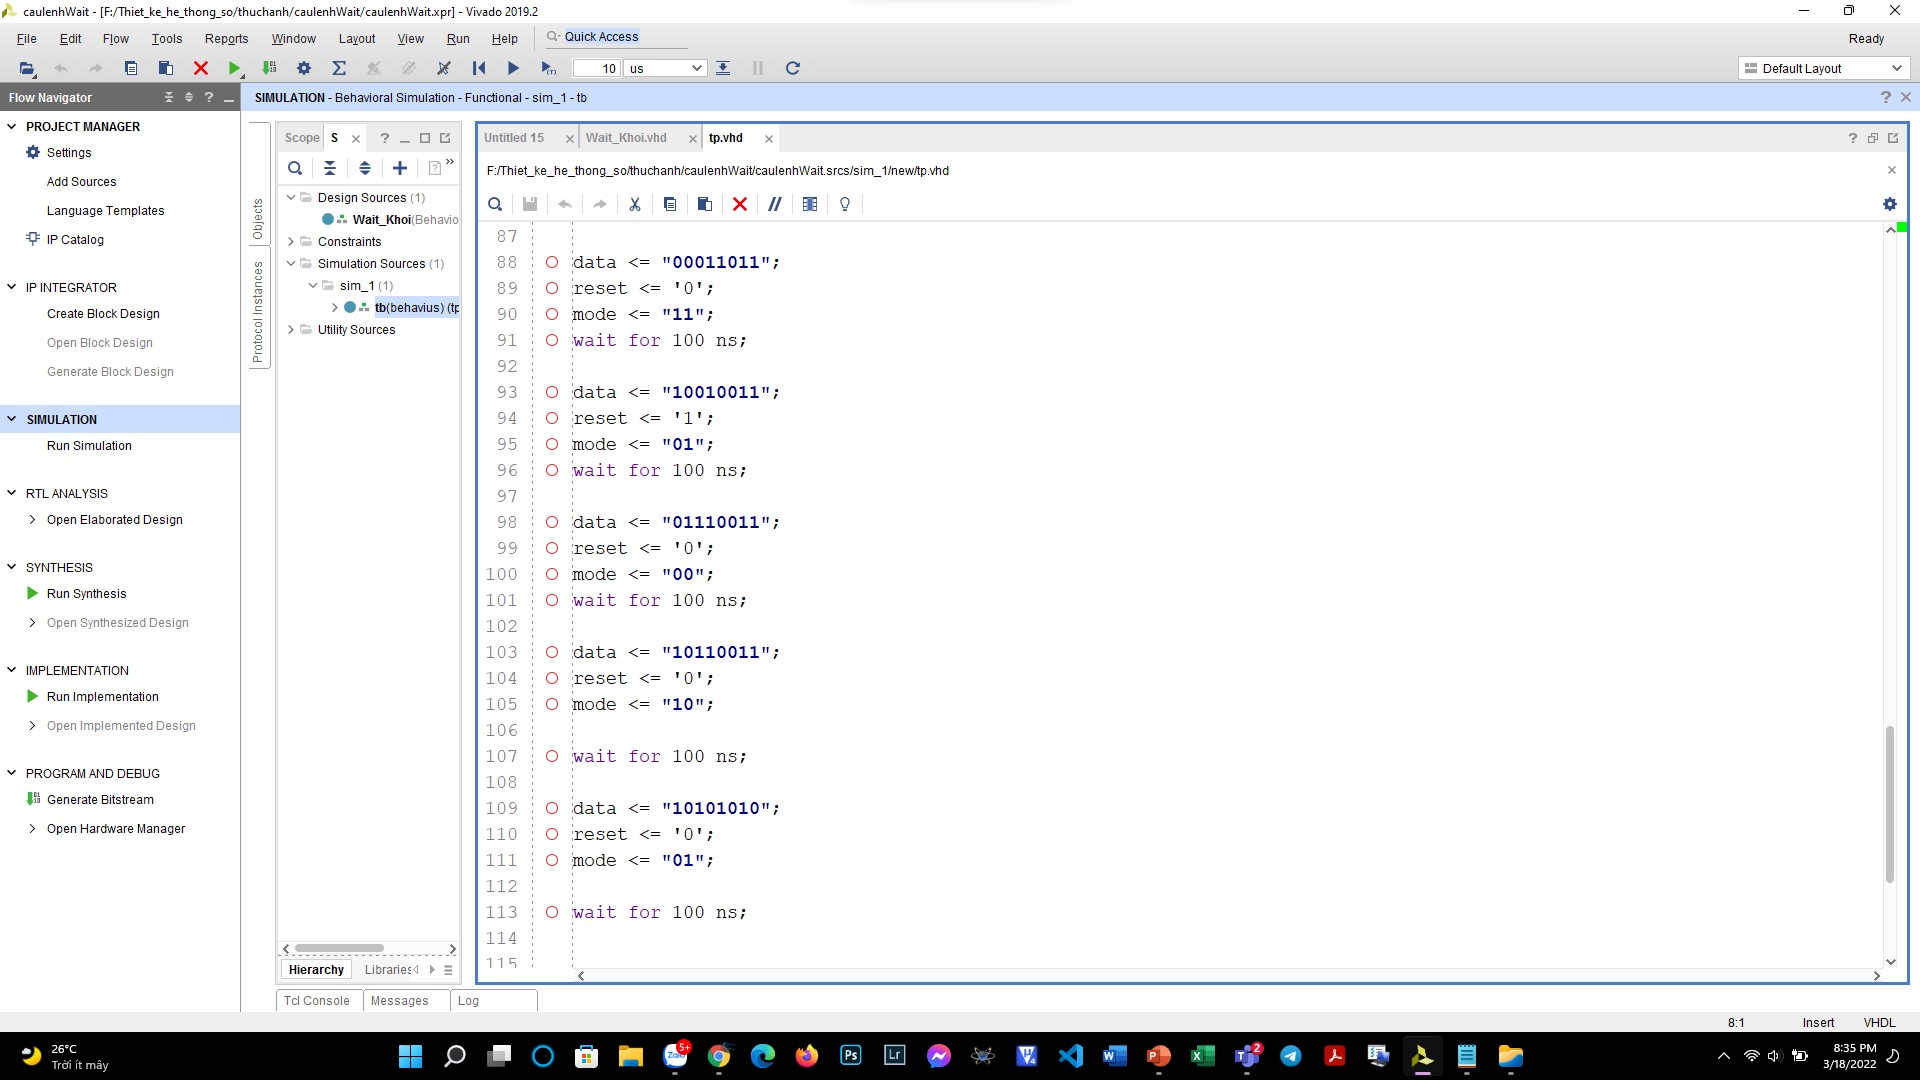 caulenhWait - [F:/Thiet_ke_he_thong_so/thuchanh/caulenhWait/caulenhWait.xpr] - Vivado 2019.2
File Edit Flow Tools Reports Window Layout View Run Help Quick Access Ready
10 us Default Layout
Flow Navigator
SIMULATION - Behavioral Simulation - Functional - sim_1 - tb
PROJECT MANAGER
Settings
Add Sources
Language Templates
IP Catalog
IP INTEGRATOR
Create Block Design
Open Block Design
Generate Block Design
SIMULATION
Run Simulation
RTL ANALYSIS
Open Elaborated Design
SYNTHESIS
Run Synthesis
Open Synthesized Design
IMPLEMENTATION
Run Implementation
Open Implemented Design
PROGRAM AND DEBUG
Generate Bitstream
Open Hardware Manager
Objects
Protocol Instances
Scope S
Design Sources (1)
Wait_Khoi(Behavio
Constraints
Simulation Sources (1)
sim_1 (1)
tb(behavius) (tp
Utility Sources
Hierarchy Libraries
Tcl Console Messages Log
Untitled 15 Wait_Khoi.vhd tp.vhd
F:/Thiet_ke_he_thong_so/thuchanh/caulenhWait/caulenhWait.srcs/sim_1/new/tp.vhd
87
88 data <= "00011011";
89 reset <= '0';
90 mode <= "11";
91 wait for 100 ns;
92
93 data <= "10010011";
94 reset <= '1';
95 mode <= "01";
96 wait for 100 ns;
97
98 data <= "01110011";
99 reset <= '0';
100 mode <= "00";
101 wait for 100 ns;
102
103 data <= "10110011";
104 reset <= '0';
105 mode <= "10";
106
107 wait for 100 ns;
108
109 data <= "10101010";
110 reset <= '0';
111 mode <= "01";
112
113 wait for 100 ns;
114
115
8:1 Insert VHDL
26°C
Trời ít mây
Zalo 5+
Ps
Lr
2
8:35 PM
3/18/2022